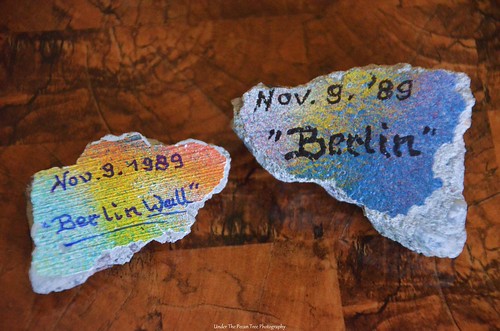 Nov. 9. 1989
"Berlin Wall"
Nov. 9. '89
"Berlin"
Under The Pecan Tree Photography